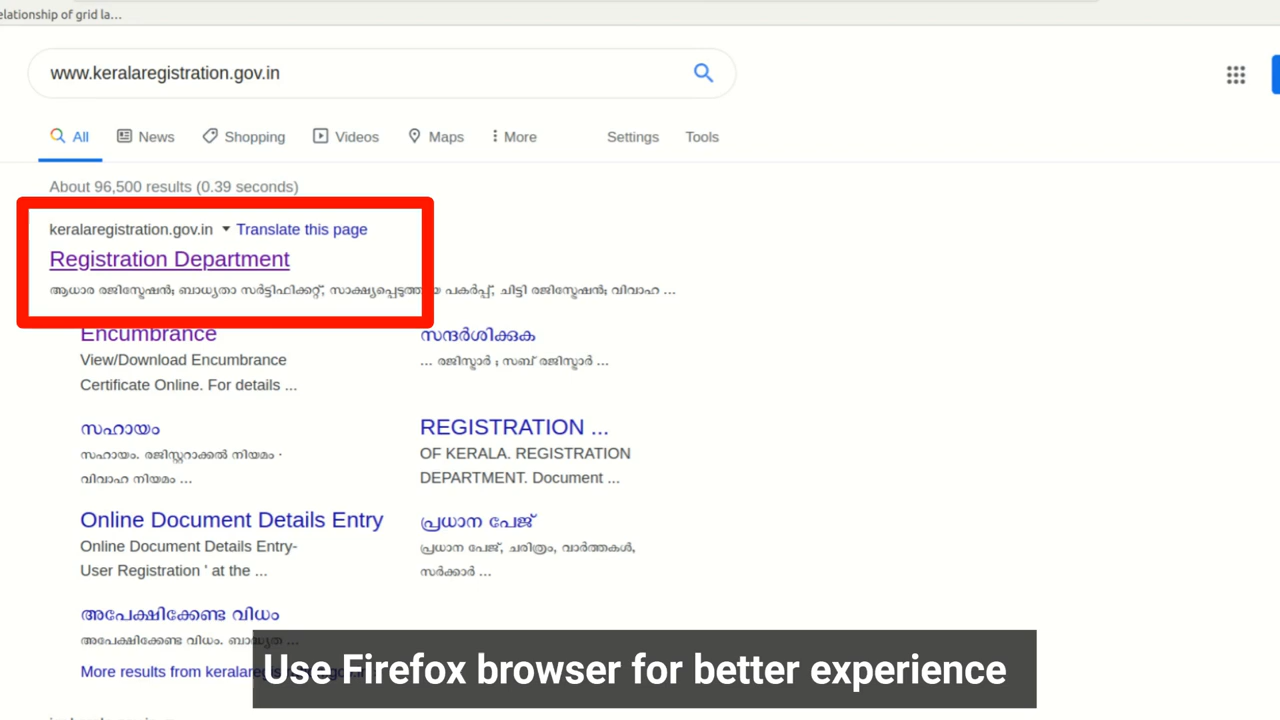 elationship of grid la...
www.keralaregistration.gov.in
All News Shopping Videos Maps More Settings Tools
About 96,500 results (0.39 seconds)
keralaregistration.gov.in Translate this page
Registration Department
ആധാര രജിസ്ട്രേഷൻ; ബാധ്യതാ സർട്ടിഫിക്കറ്റ്, സാക്ഷ്യപ്പെടുത്തിയ പകർപ്പ്, ചിട്ടി രജിസ്ട്രേഷൻ; വിവാഹ ...
Encumbrance
View/Download Encumbrance
Certificate Online. For details ...
സന്ദർശിക്കുക
... രജിസ്ട്രാർ ; സബ് രജിസ്ട്രാർ ...
സഹായം
സഹായം. രജിസ്റ്ററാക്കൽ നിയമം ·
വിവാഹ നിയമം ...
REGISTRATION ...
OF KERALA. REGISTRATION
DEPARTMENT. Document ...
Online Document Details Entry
Online Document Details Entry-
User Registration ' at the ...
പ്രധാന പേജ്
പ്രധാന പേജ്, ചരിത്രം, വാർത്തകൾ,
സർക്കാർ ...
അപേക്ഷിക്കേണ്ട വിധം
അപേക്ഷിക്കേണ്ട വിധം. ബാദ്ധ്യത ...
More results from
Use Firefox browser for better experience